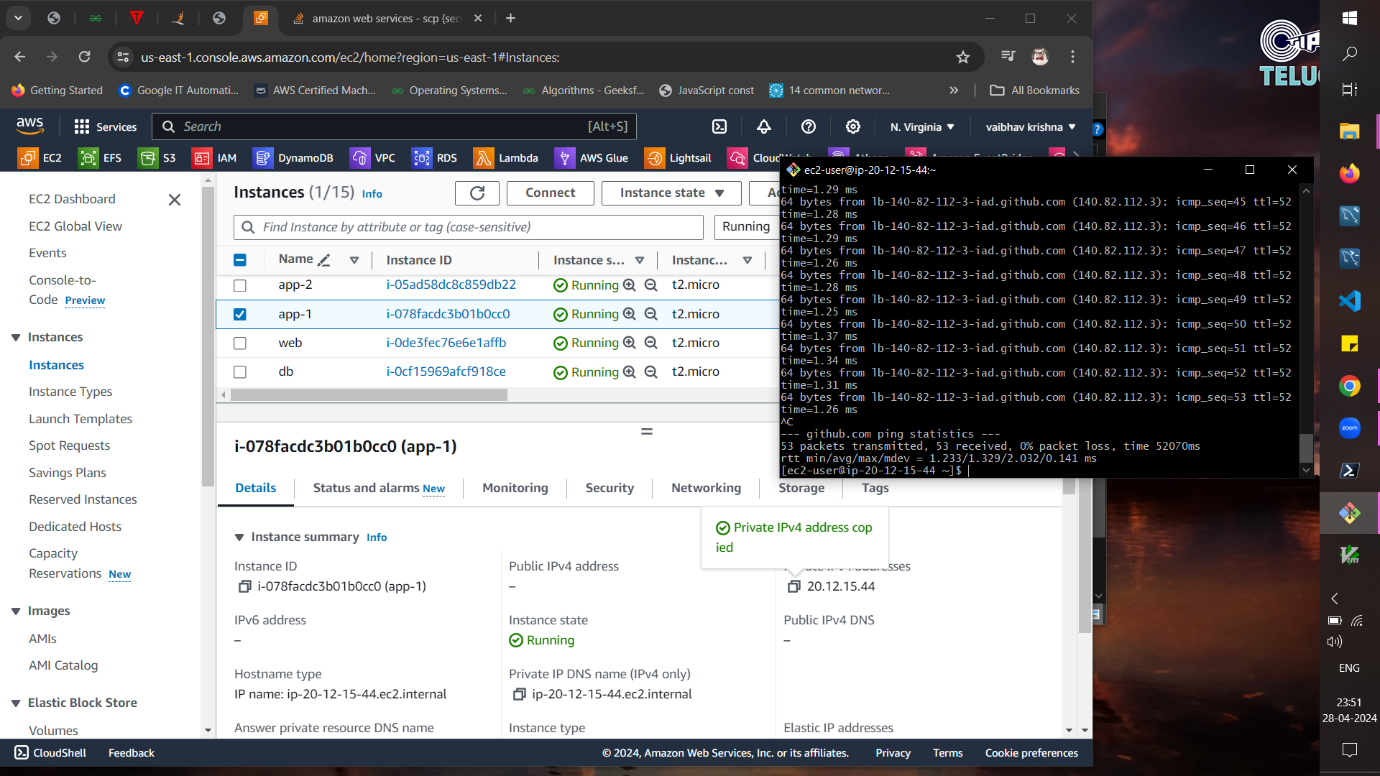 amazon web services - scp (sec
us-east-1.console.aws.amazon.com/ec2/home?region=us-east-1#Instances:
Getting Started
Google IT Automati...
AWS Certified Mach...
Operating Systems...
Algorithms - Geeksf...
JavaScript const
14 common networ...
»
All Bookmarks
aws
Services
Search
[Alt+S]
N. Virginia
vaibhav krishna
EC2
EFS
S3
IAM
DynamoDB
VPC
RDS
Lambda
AWS Glue
Lightsail
EC2 Dashboard
EC2 Global View
Events
Console-to-
Code Preview
Instances
Instances
Instance Types
Launch Templates
Spot Requests
Savings Plans
Reserved Instances
Dedicated Hosts
Capacity
Reservations New
Images
AMIs
AMI Catalog
Elastic Block Store
Volumes
Instances (1/15) Info
Connect
Instance state
Find Instance by attribute or tag (case-sensitive)
Running
Name
Instance ID
Instance s...
Instanc...
app-2 i-05ad58dc8c859db22 Running t2.micro
app-1 i-078facdc3b01b0cc0 Running t2.micro
web i-0de3fec76e6e1affb Running t2.micro
db i-0cf15969afcf918ce Running t2.micro
i-078facdc3b01b0cc0 (app-1)
Details
Status and alarms New
Monitoring
Security
Networking
Storage
Tags
Private IPv4 address cop
ied
Instance summary Info
Instance ID
i-078facdc3b01b0cc0 (app-1)
Public IPv4 address
–
20.12.15.44
IPv6 address
–
Instance state
Running
Public IPv4 DNS
–
Hostname type
IP name: ip-20-12-15-44.ec2.internal
Private IP DNS name (IPv4 only)
ip-20-12-15-44.ec2.internal
Answer private resource DNS name
Instance type
Elastic IP addresses
CloudShell
Feedback
© 2024, Amazon Web Services, Inc. or its affiliates.
Privacy
Terms
Cookie preferences
ec2-user@ip-20-12-15-44:~
time=1.29 ms
64 bytes from lb-140-82-112-3-iad.github.com (140.82.112.3): icmp_seq=45 ttl=52
time=1.28 ms
64 bytes from lb-140-82-112-3-iad.github.com (140.82.112.3): icmp_seq=46 ttl=52
time=1.29 ms
64 bytes from lb-140-82-112-3-iad.github.com (140.82.112.3): icmp_seq=47 ttl=52
time=1.26 ms
64 bytes from lb-140-82-112-3-iad.github.com (140.82.112.3): icmp_seq=48 ttl=52
time=1.28 ms
64 bytes from lb-140-82-112-3-iad.github.com (140.82.112.3): icmp_seq=49 ttl=52
time=1.25 ms
64 bytes from lb-140-82-112-3-iad.github.com (140.82.112.3): icmp_seq=50 ttl=52
time=1.37 ms
64 bytes from lb-140-82-112-3-iad.github.com (140.82.112.3): icmp_seq=51 ttl=52
time=1.34 ms
64 bytes from lb-140-82-112-3-iad.github.com (140.82.112.3): icmp_seq=52 ttl=52
time=1.31 ms
64 bytes from lb-140-82-112-3-iad.github.com (140.82.112.3): icmp_seq=53 ttl=52
time=1.26 ms
^C
--- github.com ping statistics ---
53 packets transmitted, 53 received, 0% packet loss, time 52070ms
rtt min/avg/max/mdev = 1.233/1.329/2.032/0.141 ms
[ec2-user@ip-20-12-15-44 ~]$
TELU
zoom
ENG
23:51
28-04-2024